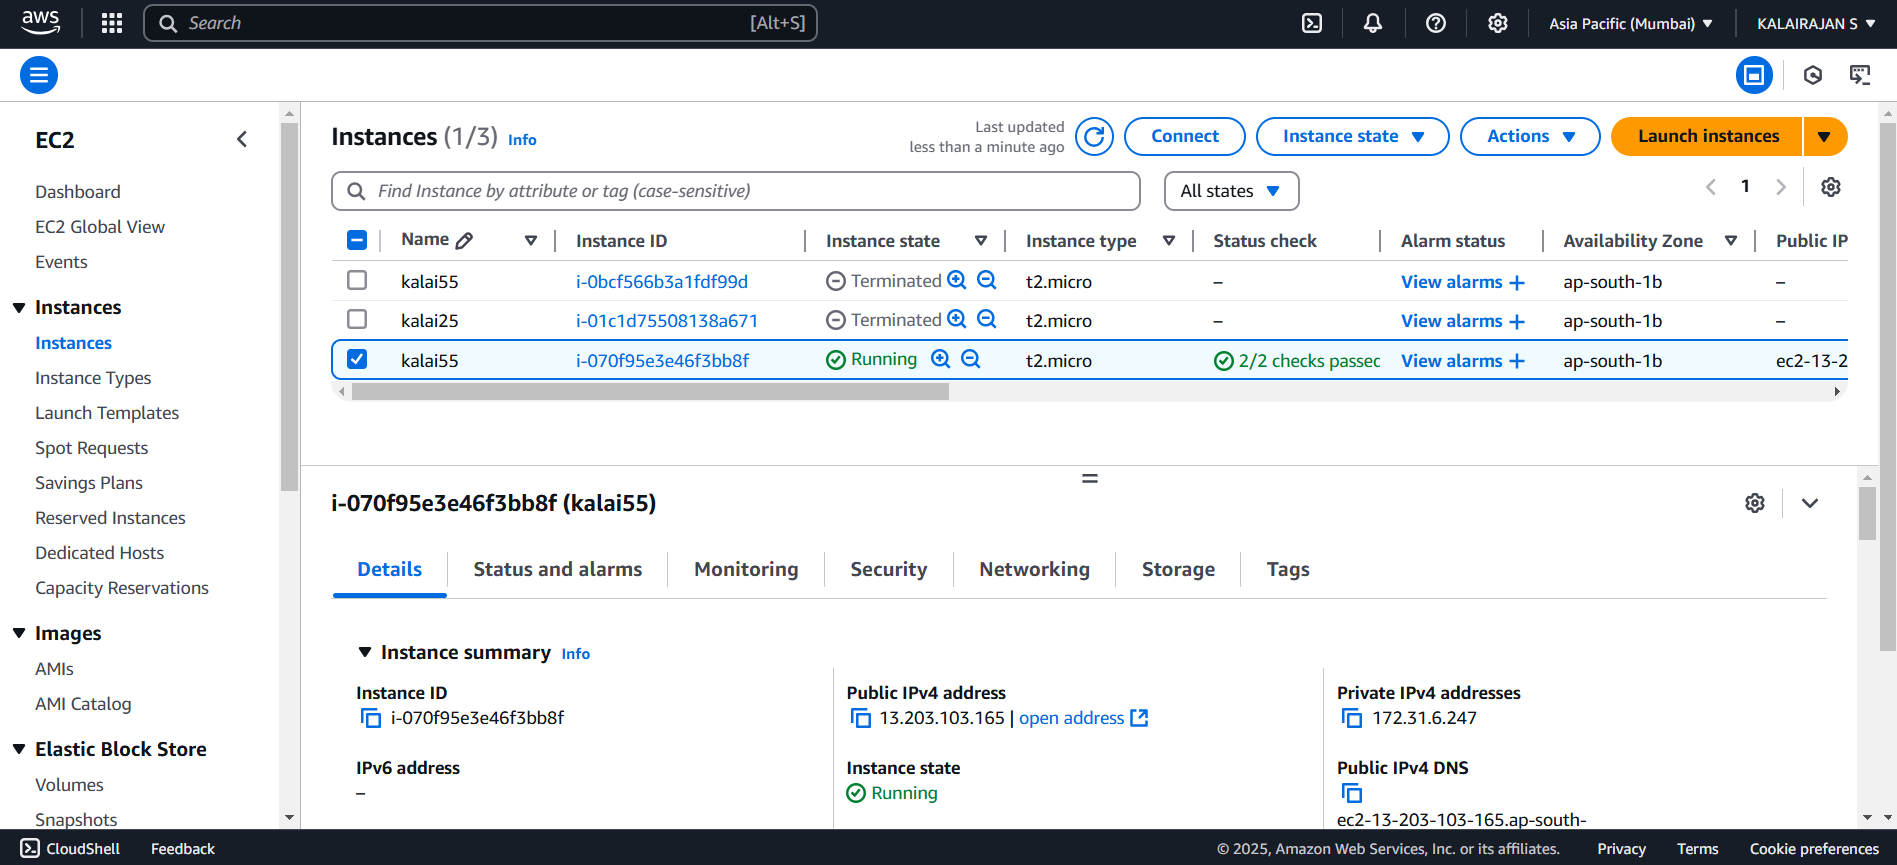 aws
Search [Alt+S]
Asia Pacific (Mumbai) KALAIRAJAN S
EC2
Dashboard
EC2 Global View
Events
Instances
Instances
Instance Types
Launch Templates
Spot Requests
Savings Plans
Reserved Instances
Dedicated Hosts
Capacity Reservations
Images
AMIs
AMI Catalog
Elastic Block Store
Volumes
Snapshots
Instances (1/3) Info
Last updated
less than a minute ago
Connect Instance state Actions Launch instances
Find Instance by attribute or tag (case-sensitive) All states 1
Name Instance ID Instance state Instance type Status check Alarm status Availability Zone Public IP
kalai55 i-0bcf566b3a1fdf99d Terminated t2.micro – View alarms + ap-south-1b –
kalai25 i-01c1d75508138a671 Terminated t2.micro – View alarms + ap-south-1b –
kalai55 i-070f95e3e46f3bb8f Running t2.micro 2/2 checks passed View alarms + ap-south-1b ec2-13-2
i-070f95e3e46f3bb8f (kalai55)
Details Status and alarms Monitoring Security Networking Storage Tags
Instance summary Info
Instance ID
i-070f95e3e46f3bb8f
Public IPv4 address
13.203.103.165 | open address
Private IPv4 addresses
172.31.6.247
IPv6 address
–
Instance state
Running
Public IPv4 DNS
ec2-13-203-103-165.ap-south-
CloudShell Feedback © 2025, Amazon Web Services, Inc. or its affiliates. Privacy Terms Cookie preferences